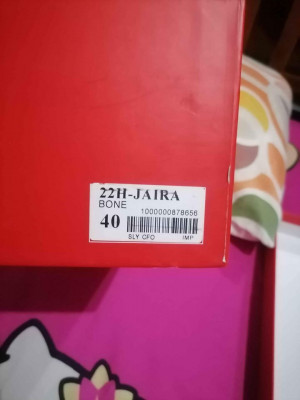 22H-JAIRA
BONE
1000000878656
40
SLY CFO IMP